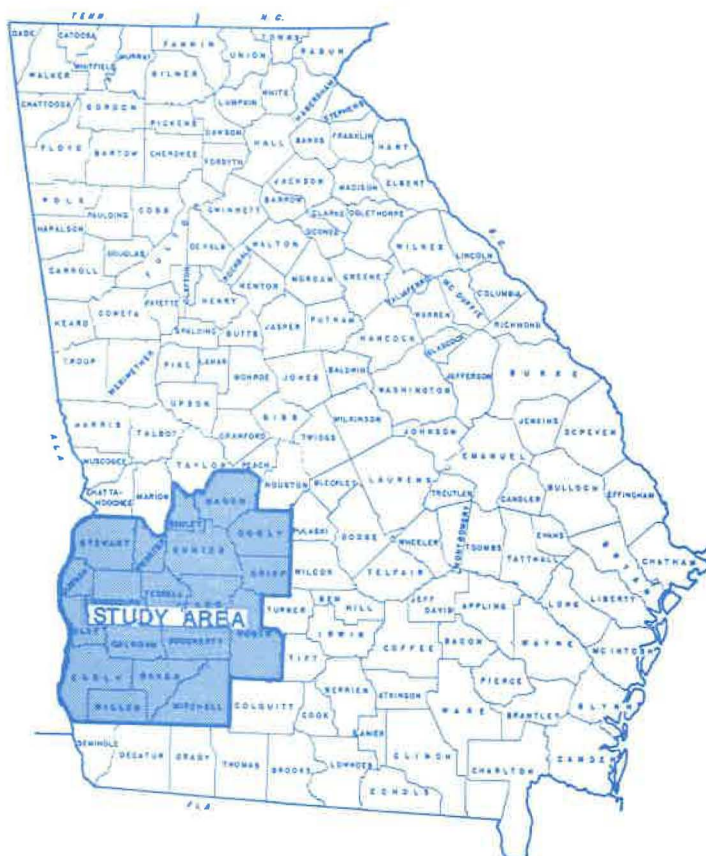 TENN
N.C.
DADE
CATOOSA
WHITFIELD
MURRAY
FANNIN
UNION
TOWNS
RABUN
WALKER
GILMER
CHATTOOGA
GORDON
PICKENS
LUMPKIN
WHITE
HABERSHAM
STEPHENS
DAWSON
FLOYD
BARTOW
CHEROKEE
FORSYTH
HALL
BANKS
FRANKLIN
HART
JACKSON
MADISON
ELBERT
POLK
PAULDING
COBB
GWINNETT
BARROW
CLARKE
OGLETHORPE
OCONEE
HARALSON
DOUGLAS
FULTON
DEKALB
WALTON
WILKES
LINCOLN
S.C.
CARROLL
CLAYTON
ROCKDALE
NEWTON
MORGAN
GREENE
TALIAFERRO
MC DUFFIE
COLUMBIA
FAYETTE
HENRY
WARREN
HEARD
COWETA
SPALDING
BUTTS
JASPER
PUTNAM
HANCOCK
GLASCOCK
RICHMOND
TROUP
MERIWETHER
PIKE
LAMAR
MONROE
JONES
BALDWIN
WASHINGTON
JEFFERSON
BURKE
UPSON
HARRIS
TALBOT
CRAWFORD
BIBB
TWIGGS
WILKINSON
JOHNSON
JENKINS
SCREVEN
ALA
EMANUEL
MUSCOGEE
TAYLOR
PEACH
HOUSTON
BLECKLEY
LAURENS
TREUTLEN
CANDLER
BULLOCH
EFFINGHAM
CHATTA-
HOOCHEE
MARION
MACON
SCHLEY
DOOLY
PULASKI
DODGE
WHEELER
MONTGOMERY
TOOMBS
TATTNALL
EVANS
BRYAN
CHATHAM
STEWART
WEBSTER
SUMTER
CRISP
WILCOX
TELFAIR
LIBERTY
TERRELL
TURNER
BEN
HILL
JEFF
DAVIS
APPLING
LONG
STUDY AREA
IRWIN
COFFEE
BACON
WAYNE
MCINTOSH
CALHOUN
DOUGHERTY
WORTH
TIFT
EARLY
BAKER
BERRIEN
ATKINSON
PIERCE
WARE
BRANTLEY
GLYNN
MILLER
MITCHELL
COLQUITT
COOK
LANIER
CLINCH
CHARLTON
CAMDEN
SEMINOLE
DECATUR
GRADY
THOMAS
BROOKS
LOWNDES
ECHOLS
FLA.